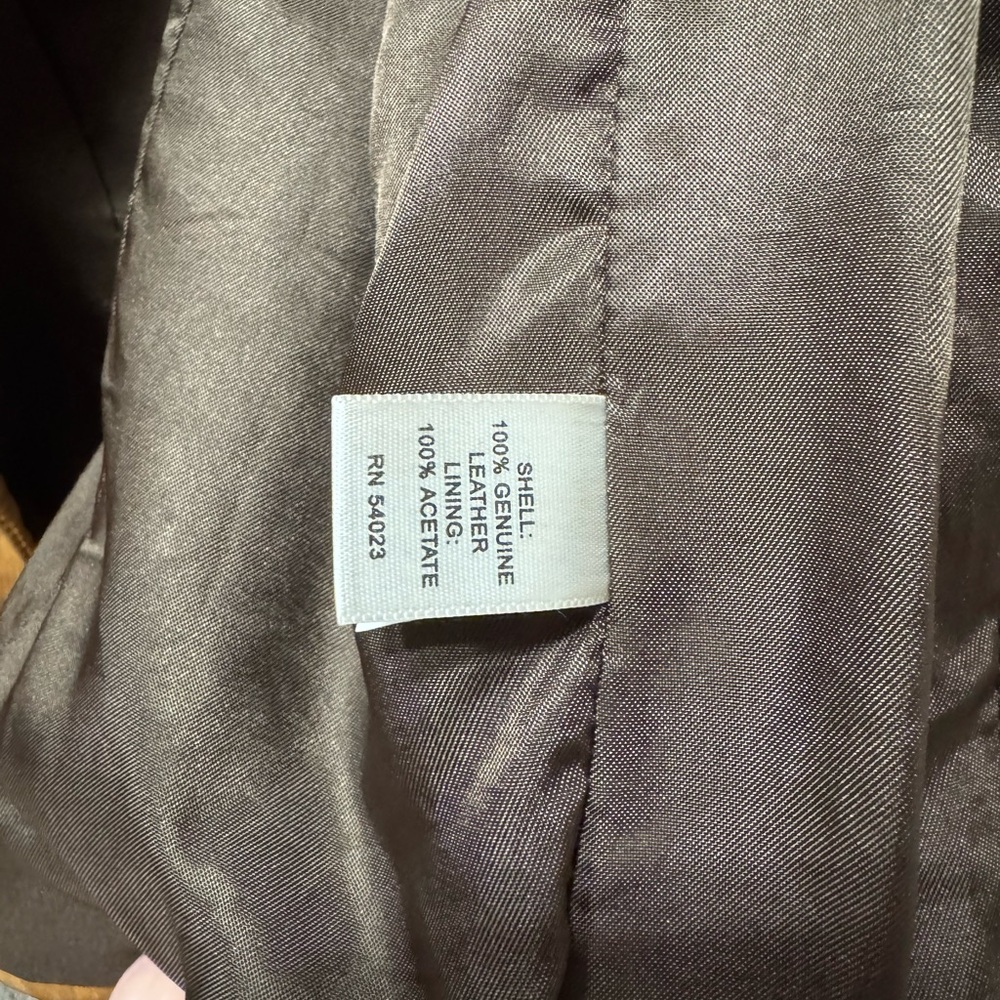 SHELL:
100% GENUINE
LEATHER
LINING:
100% ACETATE
RN 54023